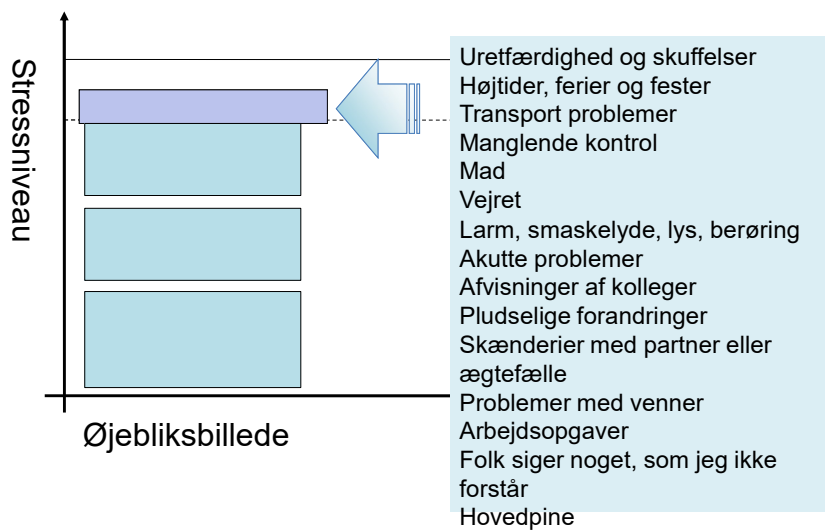 Stressniveau
Øjebliksbillede
Uretfærdighed og skuffelser
Højtider, ferier og fester
Transport problemer
Manglende kontrol
Mad
Vejret
Larm, smaskelyde, lys, berøring
Akutte problemer
Afvisninger af kolleger
Pludselige forandringer
Skænderier med partner eller
ægtefælle
Problemer med venner
Arbejdsopgaver
Folk siger noget, som jeg ikke
forstår
Hovedpine